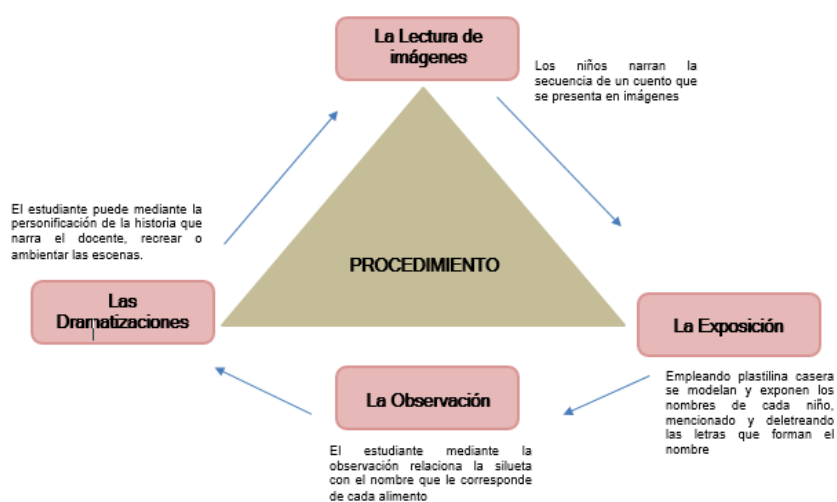 La Lectura de
imágenes
Los niños narran la
secuencia de un cuento que
se presenta en imágenes
El estudiante puede mediante la
personificación de la historia que
narra el docente, recrear o
ambientar las escenas.
PROCEDIMIENTO
Las
Dramatizaciones
La Exposición
La Observación
Empleando plastilina casera
se modelan y exponen los
nombres de cada niño,
mencionado y deletreando
las letras que forman el
nombre
El estudiante mediante la
observación relaciona la silueta
con el nombre que le corresponde
de cada alimento